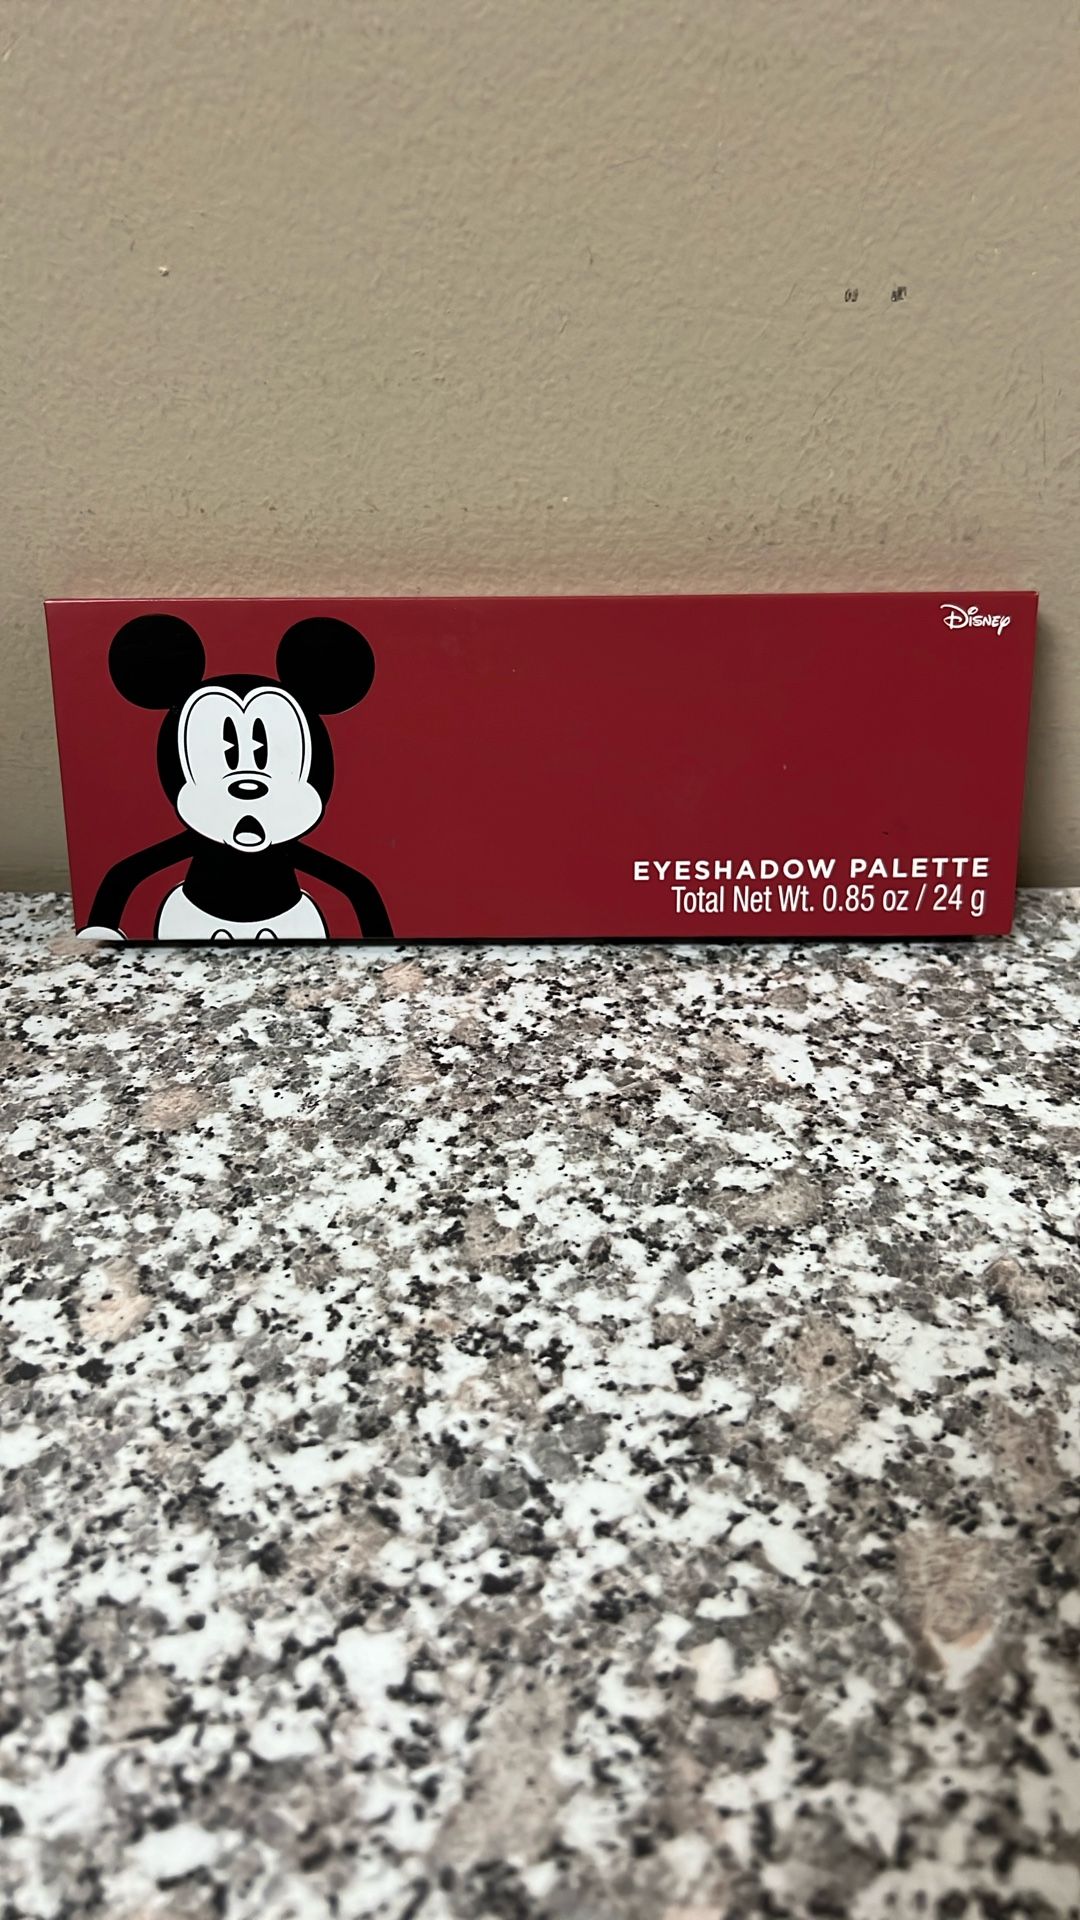 Disney
EYESHADOW PALETTE
Total Net Wt. 0.85 oz / 24 g